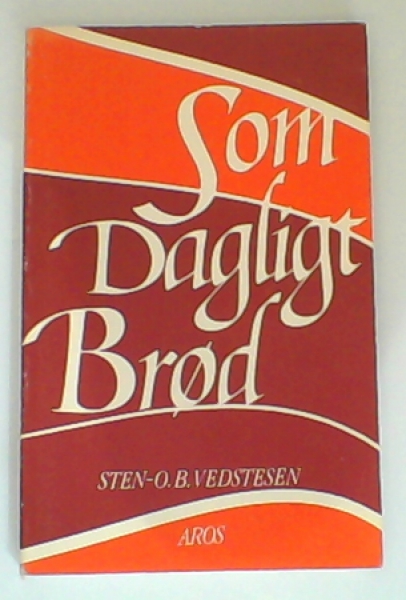 Som
Dagligt
Brød
STEN-O.B.VEDSTESEN
AROS